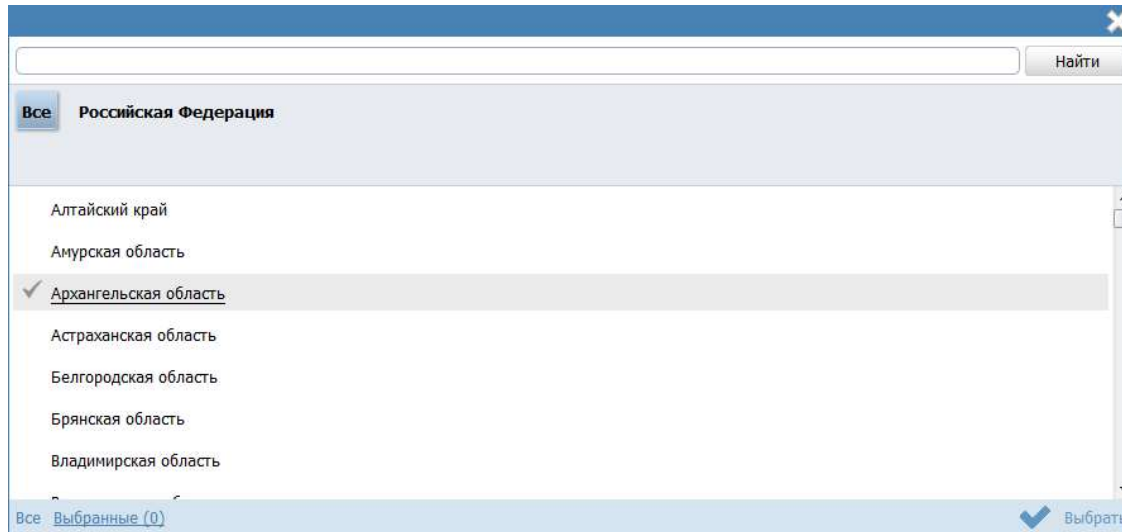 Найти
Все Российская Федерация
Алтайский край
Амурская область
Архангельская область
Астраханская область
Белгородская область
Брянская область
Владимирская область
Все Выбранные (0) Выбрать